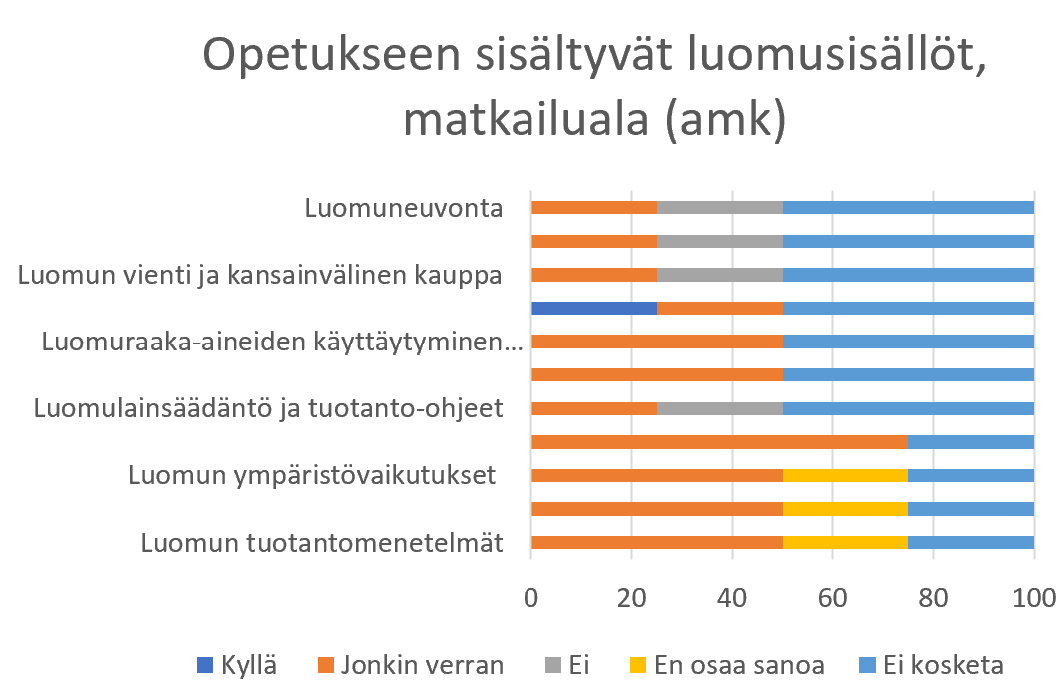 Opetukseen sisältyvät luomusisällöt,
matkailuala (amk)
Luomuneuvonta
Luomun vienti ja kansainvälinen kauppa
Luomuraaka-aineiden käyttäytyminen...
Luomulainsäädäntö ja tuotanto-ohjeet
Luomun ympäristövaikutukset
Luomun tuotantomenetelmät
0 20 40 60 80 100
Kyllä Jonkin verran Ei En osaa sanoa Ei kosketa